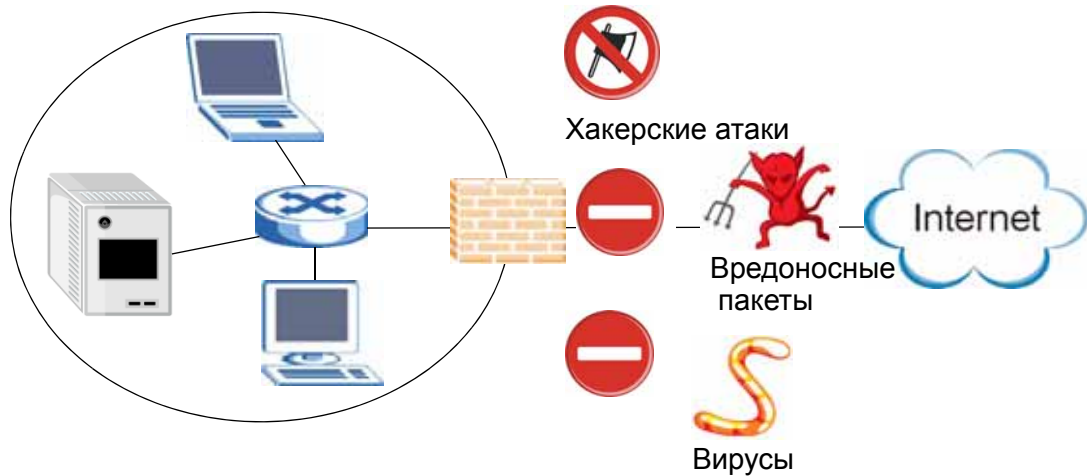 Хакерские атаки
Internet
Вредоносные
пакеты
Вирусы